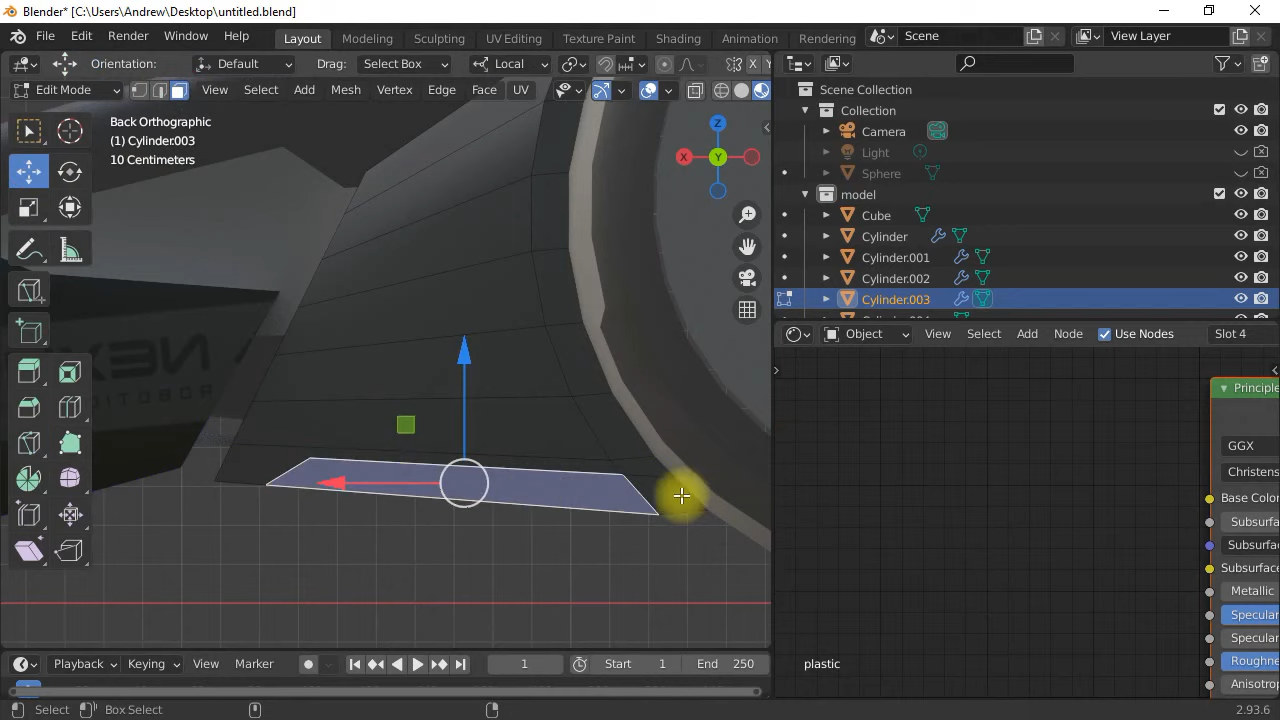 Blender* [C:\Users\Andrew\Desktop\untitled.blend]
File Edit Render Window Help Layout Modeling Sculpting UV Editing Texture Paint Shading Animation Rendering Scene View Layer
Orientation: Default Drag: Select Box Local X Y
Edit Mode View Select Add Mesh Vertex Edge Face UV
Back Orthographic
(1) Cylinder.003
10 Centimeters
Z
X Y
Scene Collection
Collection
Camera
Light
Sphere
model
Cube
Cylinder
Cylinder.001
Cylinder.002
Cylinder.003
Object View Select Add Node Use Nodes Slot 4
Principle
GGX
Christens
Base Color
Subsurfa
Subsurfa
Subsurface
Metallic
Specular
Specular
Roughne
Anisotrop
plastic
Playback Keying View Marker 1 Start 1 End 250
Select Box Select 2.93.6